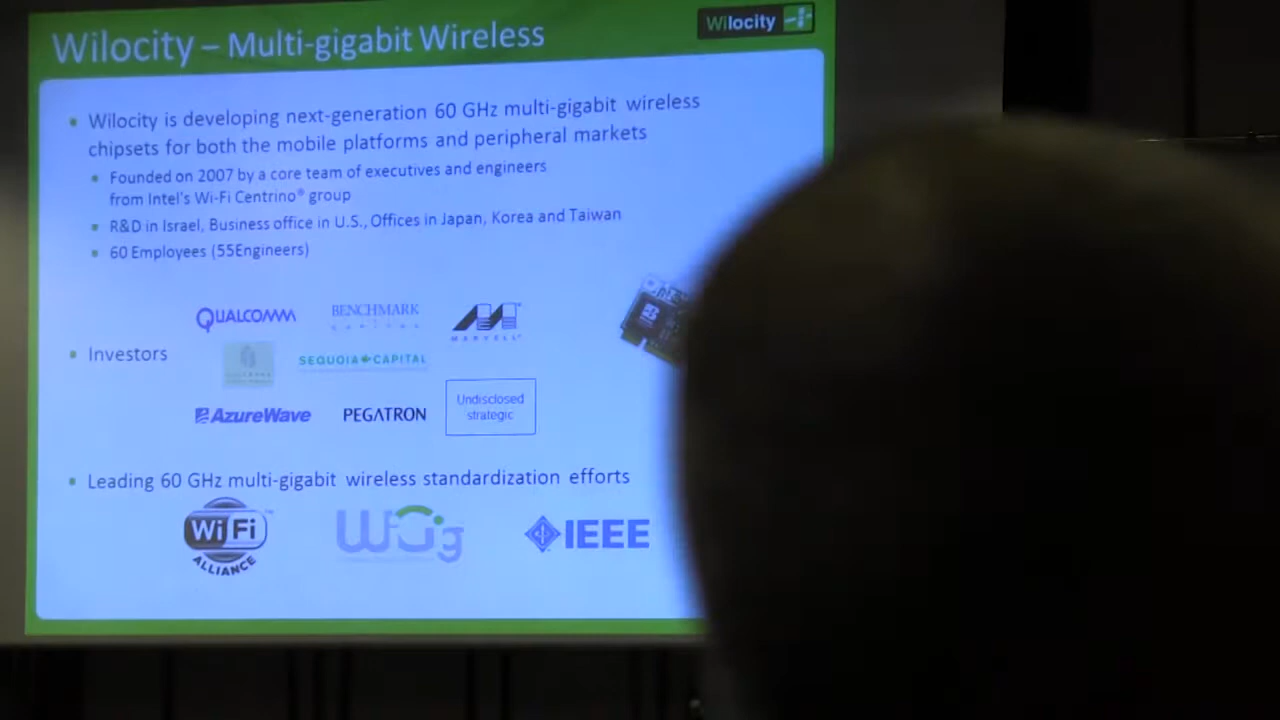 Wilocity – Multi-gigabit Wireless
Wilocity
Wilocity is developing next-generation 60 GHz multi-gigabit wireless
chipsets for both the mobile platforms and peripheral markets
Founded on 2007 by a core team of executives and engineers
from Intel's Wi-Fi Centrino® group
R&D in Israel, Business office in U.S., Offices in Japan, Korea and Taiwan
60 Employees (55Engineers)
QUALCOMM
BENCHMARK
CAPITAL
MARVELL®
Investors
SEQUOIA CAPITAL
AzureWave
PEGATRON
Undisclosed
strategic
Leading 60 GHz multi-gigabit wireless standardization efforts
Wi Fi
ALLIANCE
WiGig
IEEE